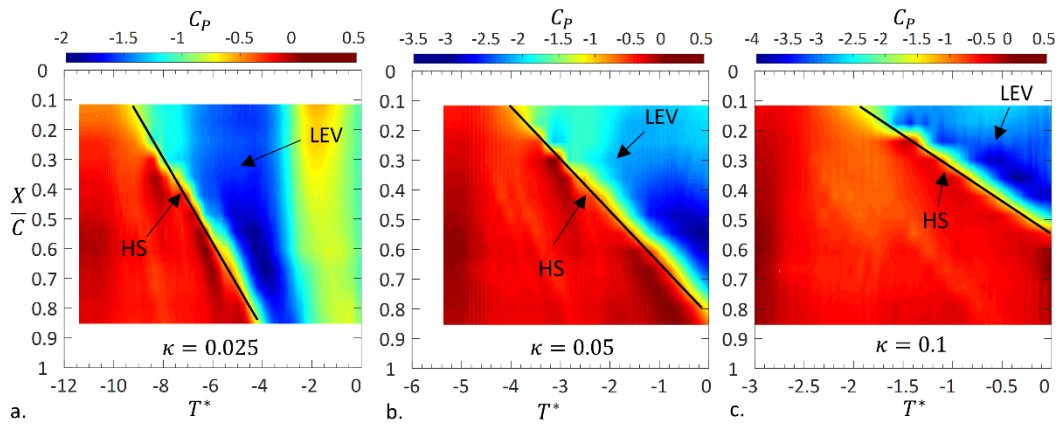 C_P
-2 -1.5 -1 -0.5 0 0.5
0
0.1
0.2
0.3
0.4
0.5
0.6
0.7
0.8
0.9
1
X
C
LEV
HS
κ = 0.025
-12 -10 -8 -6 -4 -2 0
a.
T*
C_P
-3.5 -3 -2.5 -2 -1.5 -1 -0.5 0 0.5
0
0.1
0.2
0.3
0.4
0.5
0.6
0.7
0.8
0.9
1
LEV
HS
κ = 0.05
-6 -5 -4 -3 -2 -1 0
b.
T*
C_P
-4 -3.5 -3 -2.5 -2 -1.5 -1 -0.5 0 0.5
0
0.1
0.2
0.3
0.4
0.5
0.6
0.7
0.8
0.9
1
LEV
HS
κ = 0.1
-3 -2.5 -2 -1.5 -1 -0.5 0
c.
T*